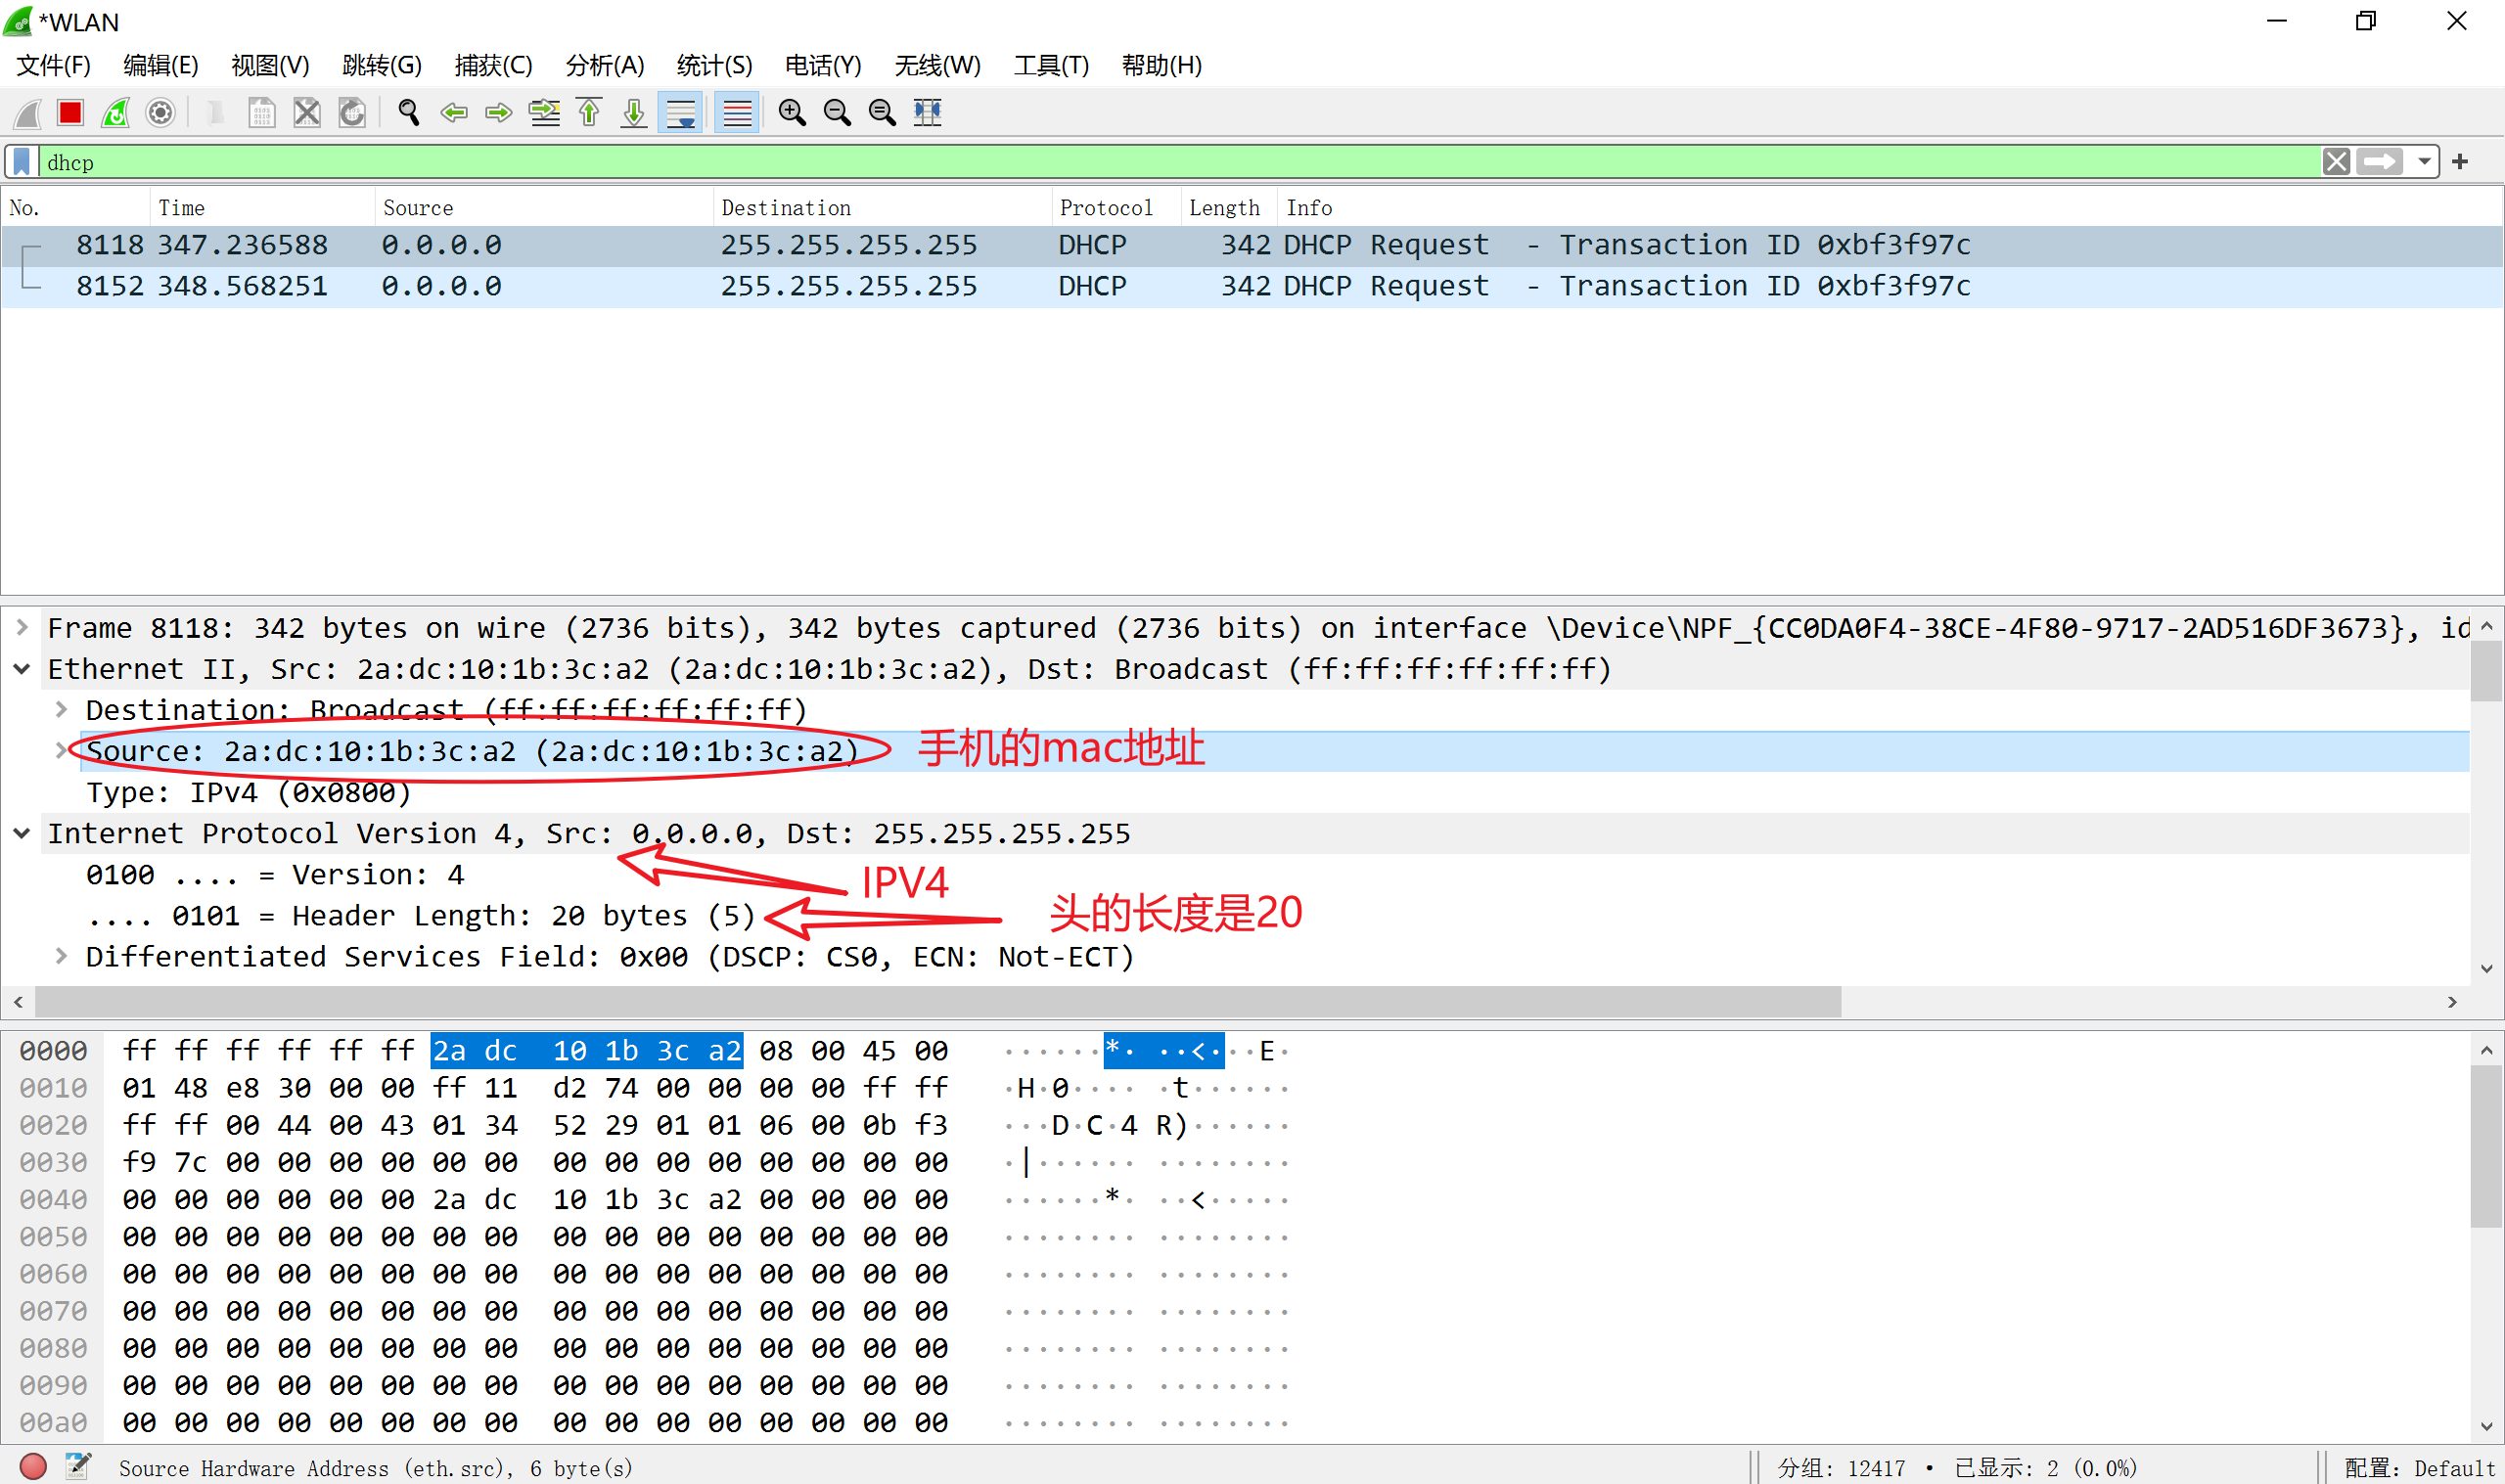 *WLAN
文件(F) 编辑(E) 视图(V) 跳转(G) 捕获(C) 分析(A) 统计(S) 电话(Y) 无线(W) 工具(T) 帮助(H)
dhcp
No. Time Source Destination Protocol Length Info
8118 347.236588 0.0.0.0 255.255.255.255 DHCP 342 DHCP Request - Transaction ID 0xbf3f97c
8152 348.568251 0.0.0.0 255.255.255.255 DHCP 342 DHCP Request - Transaction ID 0xbf3f97c
Frame 8118: 342 bytes on wire (2736 bits), 342 bytes captured (2736 bits) on interface \Device\NPF_{CC0DA0F4-38CE-4F80-9717-2AD516DF3673}, id
Ethernet II, Src: 2a:dc:10:1b:3c:a2 (2a:dc:10:1b:3c:a2), Dst: Broadcast (ff:ff:ff:ff:ff:ff)
Destination: Broadcast (ff:ff:ff:ff:ff:ff)
Source: 2a:dc:10:1b:3c:a2 (2a:dc:10:1b:3c:a2) 手机的mac地址
Type: IPv4 (0x0800)
Internet Protocol Version 4, Src: 0.0.0.0, Dst: 255.255.255.255
0100 .... = Version: 4 IPV4
.... 0101 = Header Length: 20 bytes (5) 头的长度是20
Differentiated Services Field: 0x00 (DSCP: CS0, ECN: Not-ECT)
0000 ff ff ff ff ff ff 2a dc 10 1b 3c a2 08 00 45 00 ······*· ··<···E·
0010 01 48 e8 30 00 00 ff 11 d2 74 00 00 00 00 ff ff ·H·0···· ·t······
0020 ff ff 00 44 00 43 01 34 52 29 01 01 06 00 0b f3 ···D·C·4 R)······
0030 f9 7c 00 00 00 00 00 00 00 00 00 00 00 00 00 00 ·|······ ········
0040 00 00 00 00 00 00 2a dc 10 1b 3c a2 00 00 00 00 ······*· ··<·····
0050 00 00 00 00 00 00 00 00 00 00 00 00 00 00 00 00 ········ ········
0060 00 00 00 00 00 00 00 00 00 00 00 00 00 00 00 00 ········ ········
0070 00 00 00 00 00 00 00 00 00 00 00 00 00 00 00 00 ········ ········
0080 00 00 00 00 00 00 00 00 00 00 00 00 00 00 00 00 ········ ········
0090 00 00 00 00 00 00 00 00 00 00 00 00 00 00 00 00 ········ ········
00a0 00 00 00 00 00 00 00 00 00 00 00 00 00 00 00 00 ········ ········
Source Hardware Address (eth.src), 6 byte(s) 分组: 12417 · 已显示: 2 (0.0%) 配置: Default